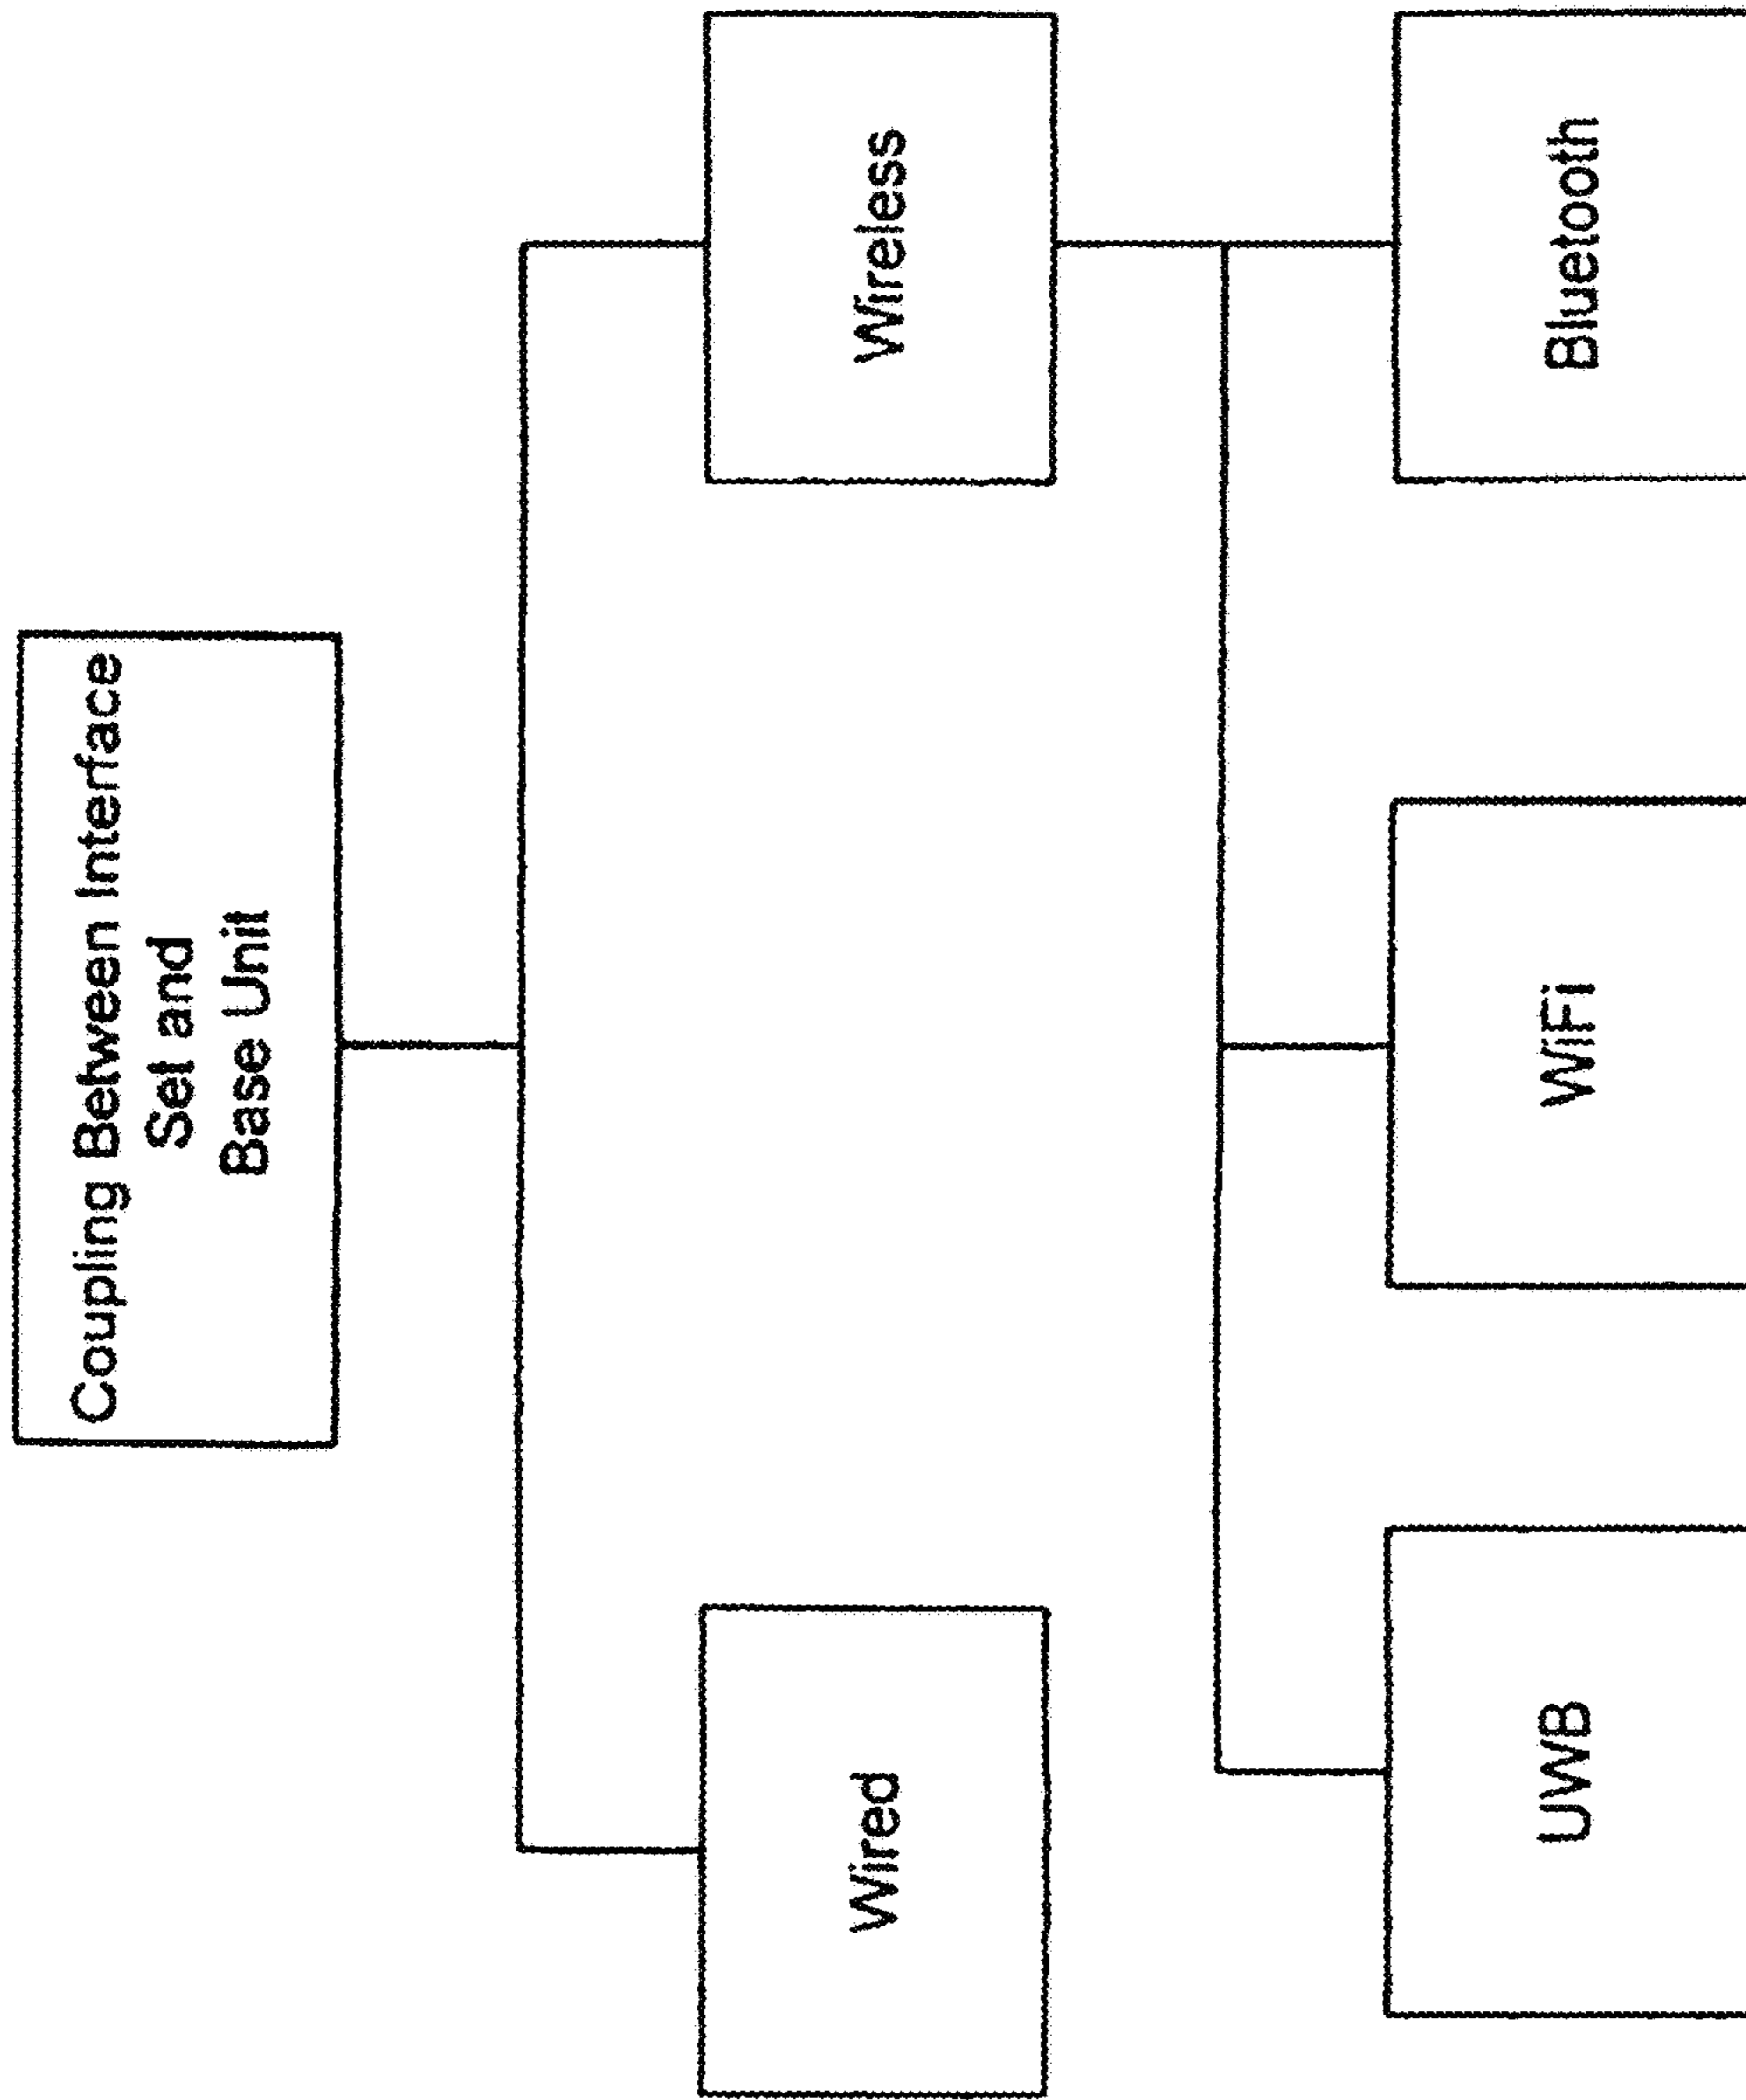 Coupling Between Interface
Set and
Base Unit
Wired
Wireless
UWB
WiFi
Bluetooth